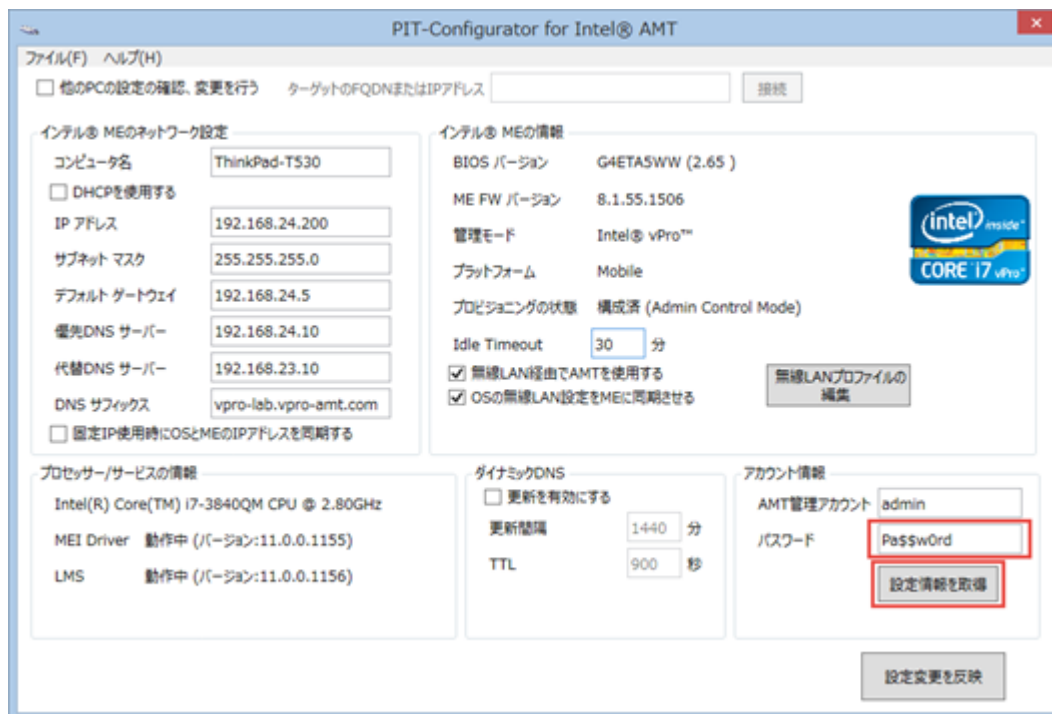 PIT-Configurator for Intel® AMT
ファイル(F) ヘルプ(H)
他のPCの設定の確認、変更を行う ターゲットのFQDNまたはIPアドレス 接続
インテル® MEのネットワーク設定
コンピュータ名 ThinkPad-T530
DHCPを使用する
IP アドレス 192.168.24.200
サブネット マスク 255.255.255.0
デフォルト ゲートウェイ 192.168.24.5
優先DNS サーバー 192.168.24.10
代替DNS サーバー 192.168.23.10
DNS サフィックス vpro-lab.vpro-amt.com
固定IP使用時にOSとMEのIPアドレスを同期する
インテル® MEの情報
BIOS バージョン G4ETA5WW (2.65 )
ME FW バージョン 8.1.55.1506
管理モード Intel® vPro™
プラットフォーム Mobile
プロビジョニングの状態 構成済 (Admin Control Mode)
Idle Timeout 30 分
無線LAN経由でAMTを使用する
OSの無線LAN設定をMEに同期させる
無線LANプロファイルの
編集
intel inside™
CORE i7 vPro™
プロセッサー/サービスの情報
Intel(R) Core(TM) i7-3840QM CPU @ 2.80GHz
MEI Driver 動作中 (バージョン:11.0.0.1155)
LMS 動作中 (バージョン:11.0.0.1156)
ダイナミックDNS
更新を有効にする
更新間隔 1440 分
TTL 900 秒
アカウント情報
AMT管理アカウント admin
パスワード Pa$$w0rd
設定情報を取得
設定変更を反映